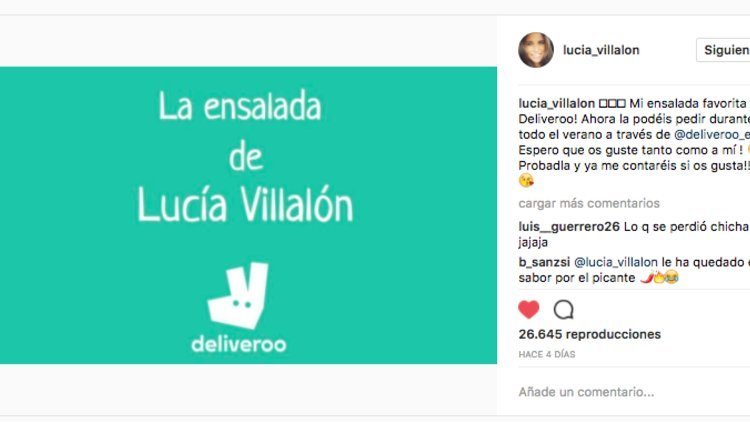 La ensalada
de
Lucía Villalón
deliveroo
lucia_villalon
Siguien
lucia_villalon □□□ Mi ensalada favorita
Deliveroo! Ahora la podéis pedir durante
todo el verano a través de @deliveroo_e
Espero que os guste tanto como a mí !
Probadla y ya me contaréis si os gusta!!
😘
cargar más comentarios
luis__guerrero26 Lo q se perdió chicha
jajaja
b_sanzsi @lucia_villalon le ha quedado e
sabor por el picante 🌶🔥😂
26.645 reproducciones
HACE 4 DÍAS
Añade un comentario...